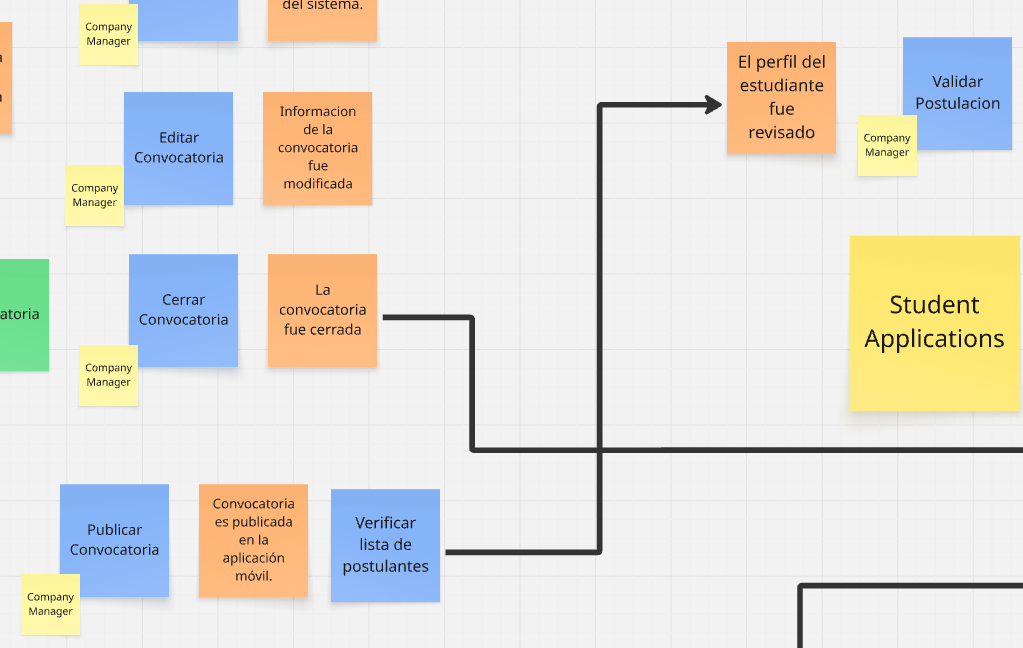 del sistema.
Company
Manager
a
a
Editar
Convocatoria
Company
Manager
Informacion
de la
convocatoria
fue
modificada
El perfil del
estudiante
fue
revisado
Validar
Postulacion
Company
Manager
atoria
Cerrar
Convocatoria
Company
Manager
La
convocatoria
fue cerrada
Student
Applications
Publicar
Convocatoria
Company
Manager
Convocatoria
es publicada
en la
aplicación
móvil.
Verificar
lista de
postulantes